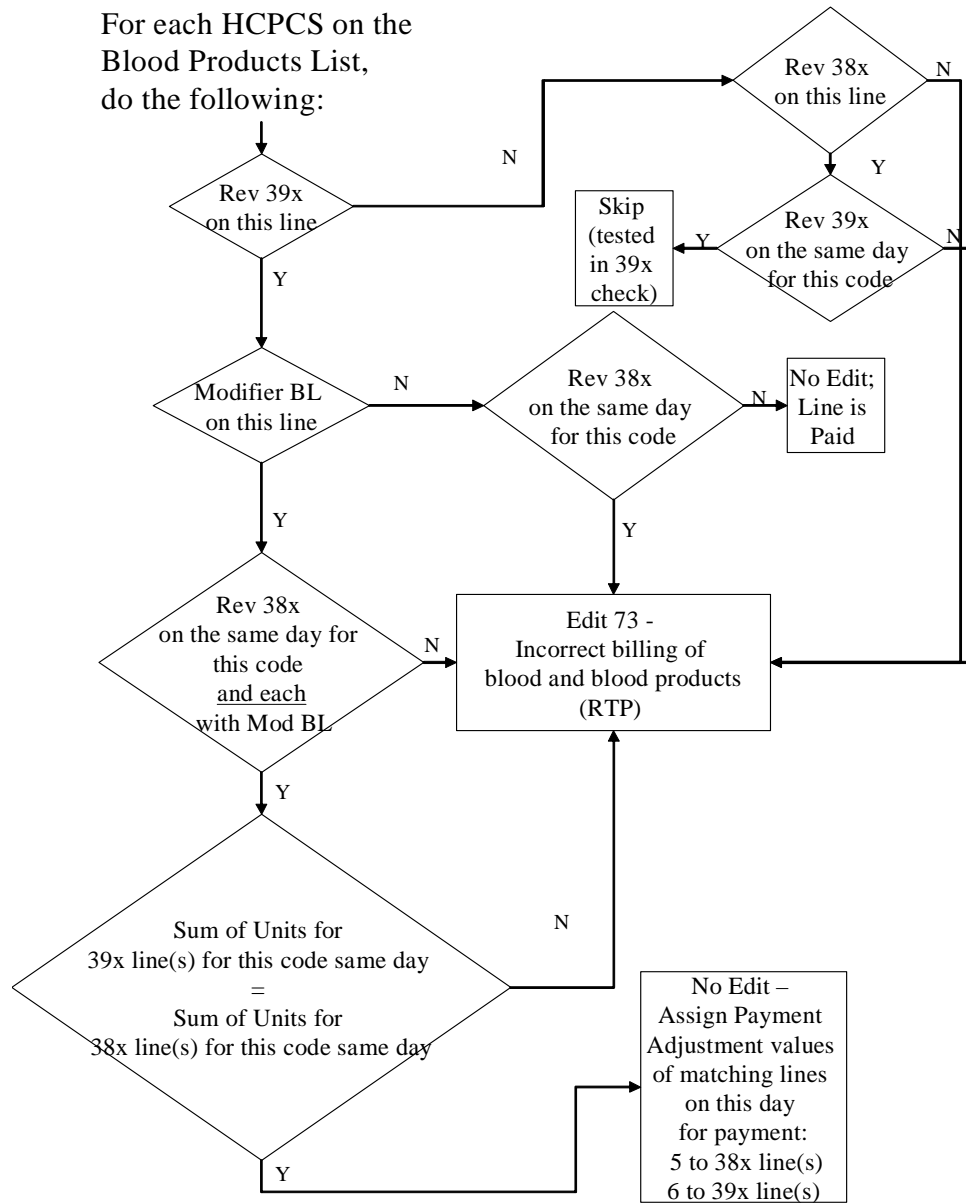 For each HCPCS on the
Blood Products List,
do the following:
Rev 38x
on this line
N
Y
N
Rev 39x
on this line
Y
Rev 39x
on the same day
for this code
N
Y
Skip
(tested
in 39x
check)
Modifier BL
on this line
N
Y
Rev 38x
on the same day
for this code
N
Y
No Edit;
Line is
Paid
Rev 38x
on the same day for
this code
and each
with Mod BL
N
Y
Edit 73 -
Incorrect billing of
blood and blood products
(RTP)
Sum of Units for
39x line(s) for this code same day
=
Sum of Units for
38x line(s) for this code same day
N
Y
No Edit –
Assign Payment
Adjustment values
of matching lines
on this day
for payment:
5 to 38x line(s)
6 to 39x line(s)